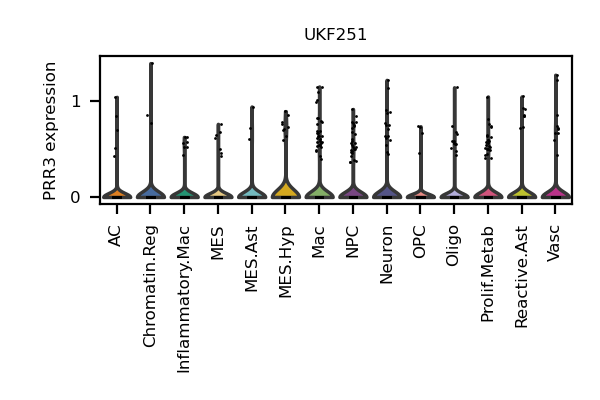 UKF251
PRR3 expression
1
0
AC
Chromatin.Reg
Inflammatory.Mac
MES
MES.Ast
MES.Hyp
Mac
NPC
Neuron
OPC
Oligo
Prolif.Metab
Reactive.Ast
Vasc